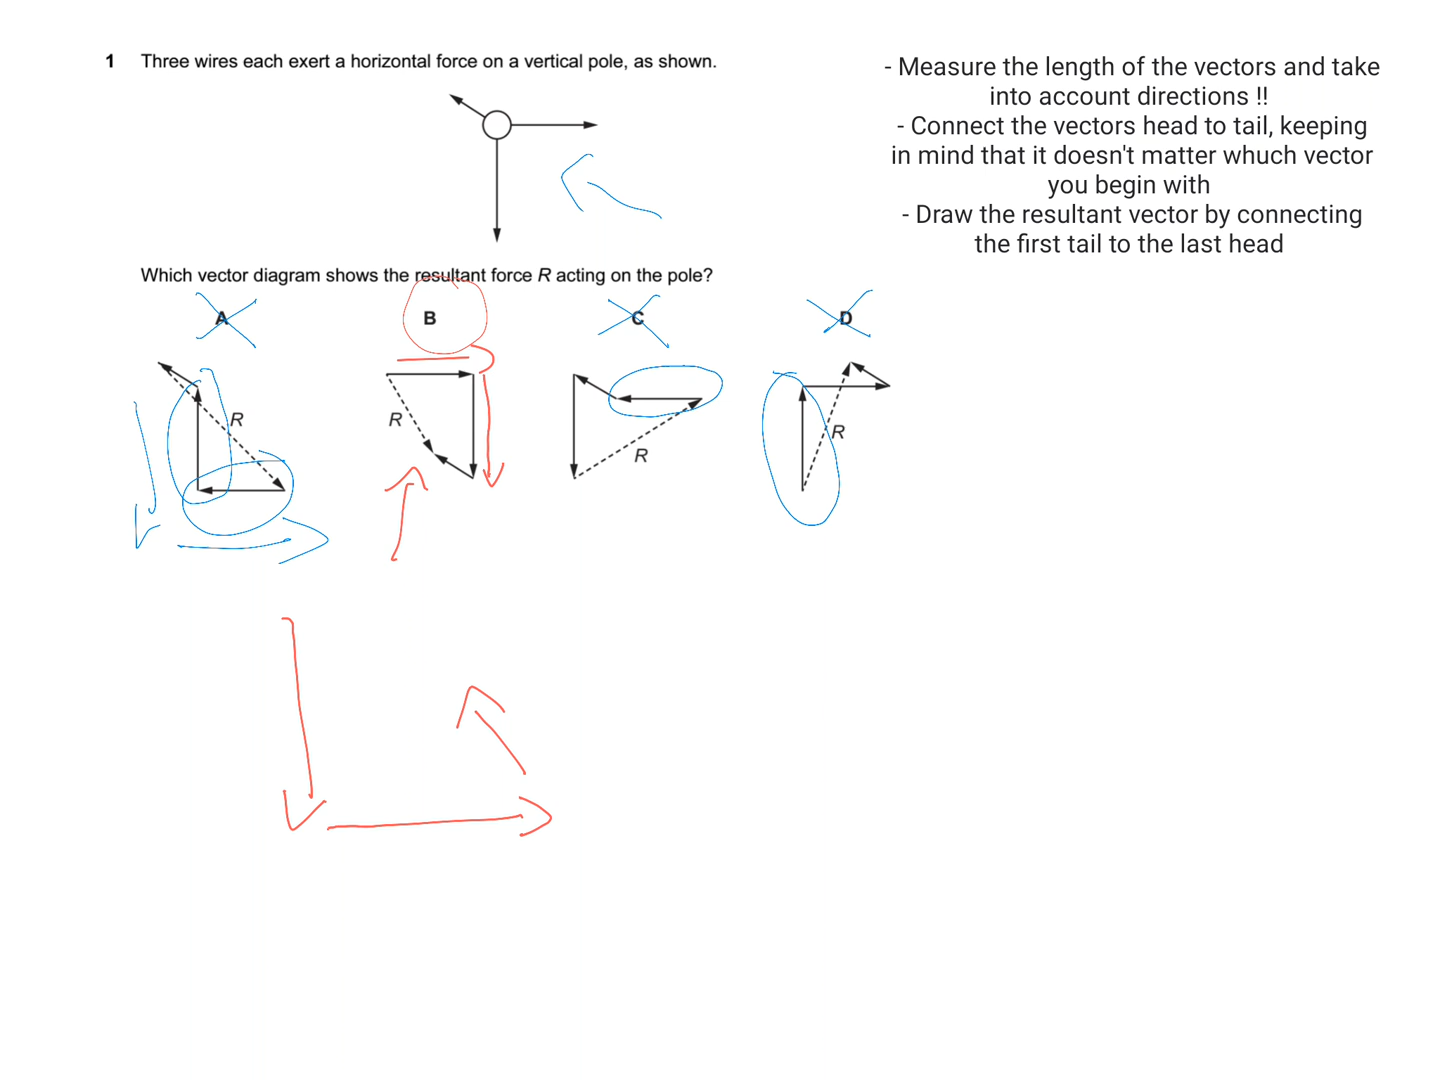 1 Three wires each exert a horizontal force on a vertical pole, as shown.
- Measure the length of the vectors and take
into account directions !!
- Connect the vectors head to tail, keeping
in mind that it doesn't matter whuch vector
you begin with
- Draw the resultant vector by connecting
the first tail to the last head
Which vector diagram shows the resultant force R acting on the pole?
A B C D
R R R R